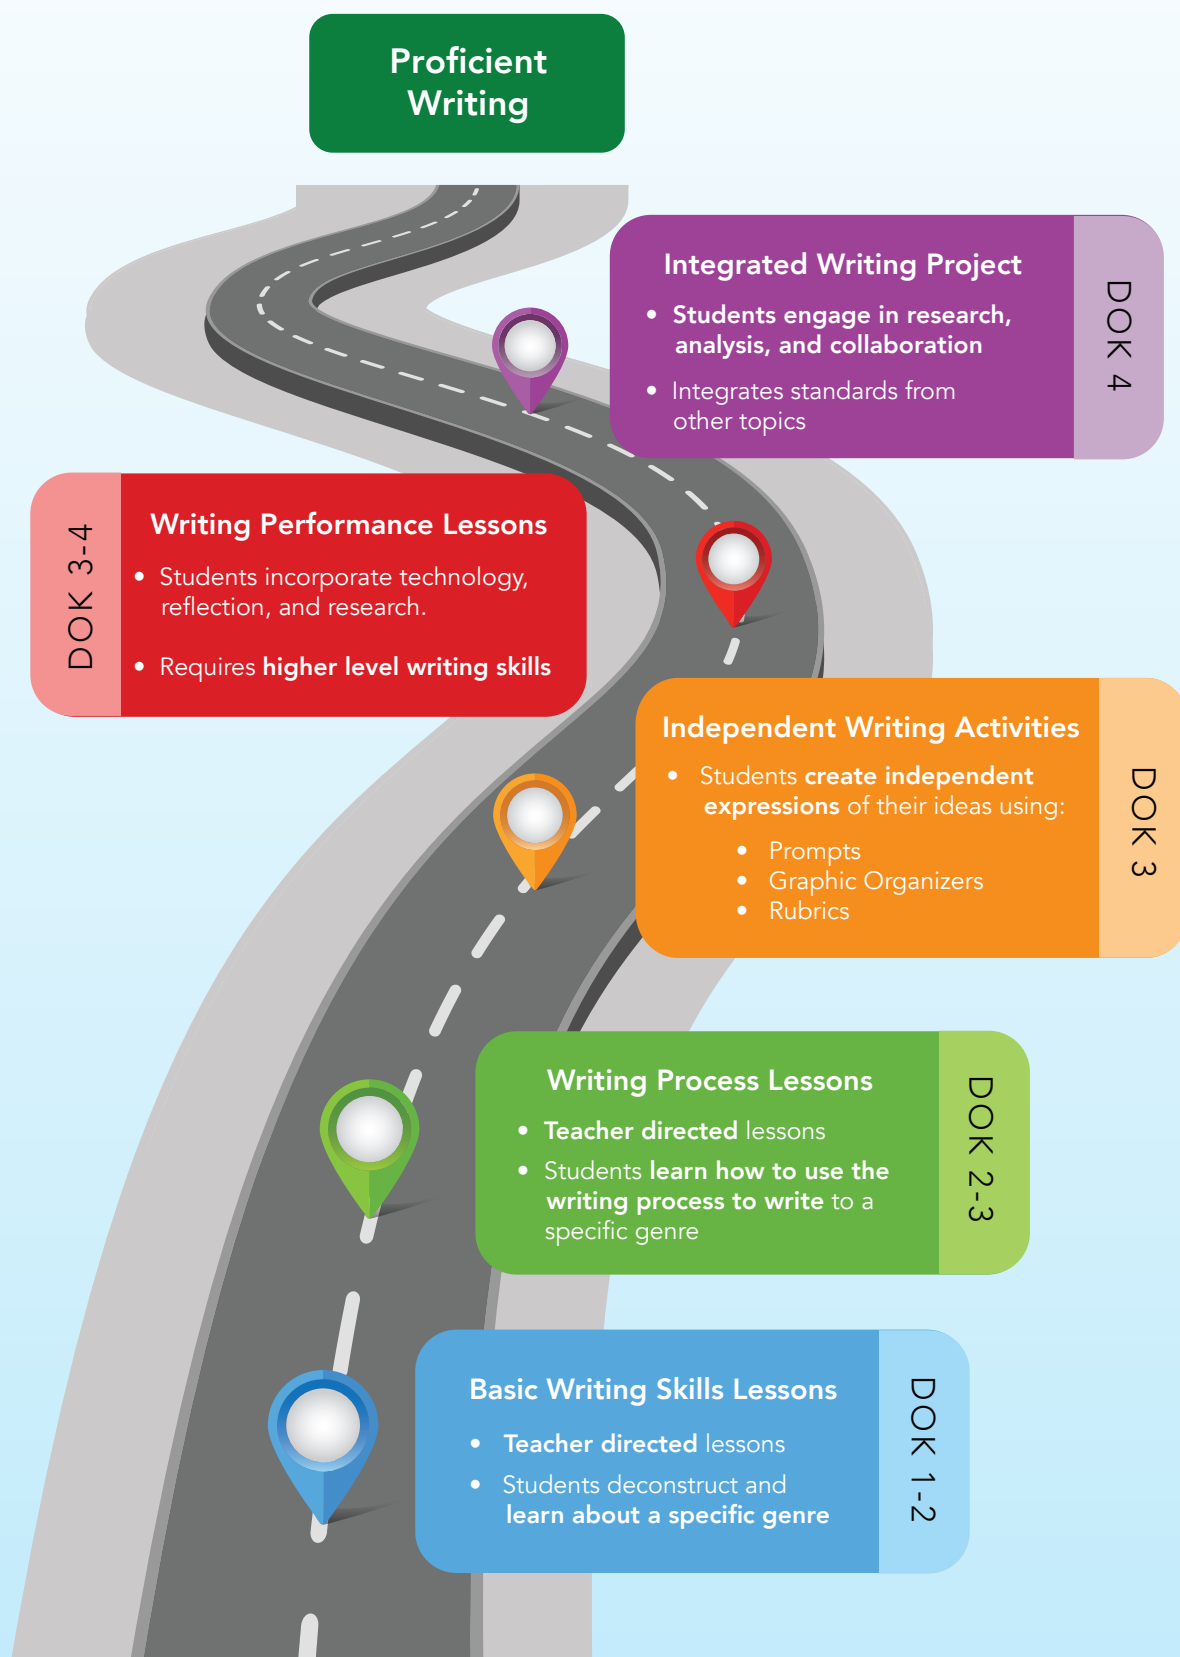 Proficient
Writing
Integrated Writing Project
• Students engage in research,
analysis, and collaboration
• Integrates standards from
other topics
DOK 4
DOK 3-4
Writing Performance Lessons
• Students incorporate technology,
reflection, and research.
• Requires higher level writing skills
Independent Writing Activities
• Students create independent
expressions of their ideas using:
• Prompts
• Graphic Organizers
• Rubrics
DOK 3
Writing Process Lessons
• Teacher directed lessons
• Students learn how to use the
writing process to write to a
specific genre
DOK 2-3
Basic Writing Skills Lessons
• Teacher directed lessons
• Students deconstruct and
learn about a specific genre
DOK 1-2